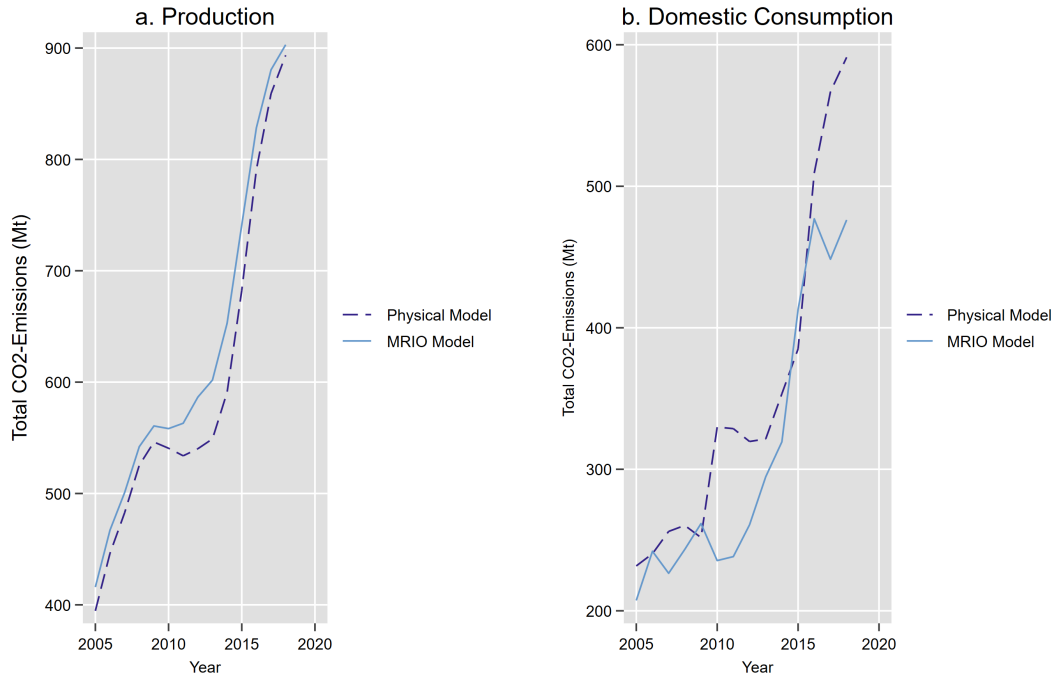 a. Production
Total CO2-Emissions (Mt)
900
800
700
600
500
400
2005 2010 2015 2020
Year
Physical Model
MRIO Model
b. Domestic Consumption
Total CO2-Emissions (Mt)
600
500
400
300
200
2005 2010 2015 2020
Year
Physical Model
MRIO Model